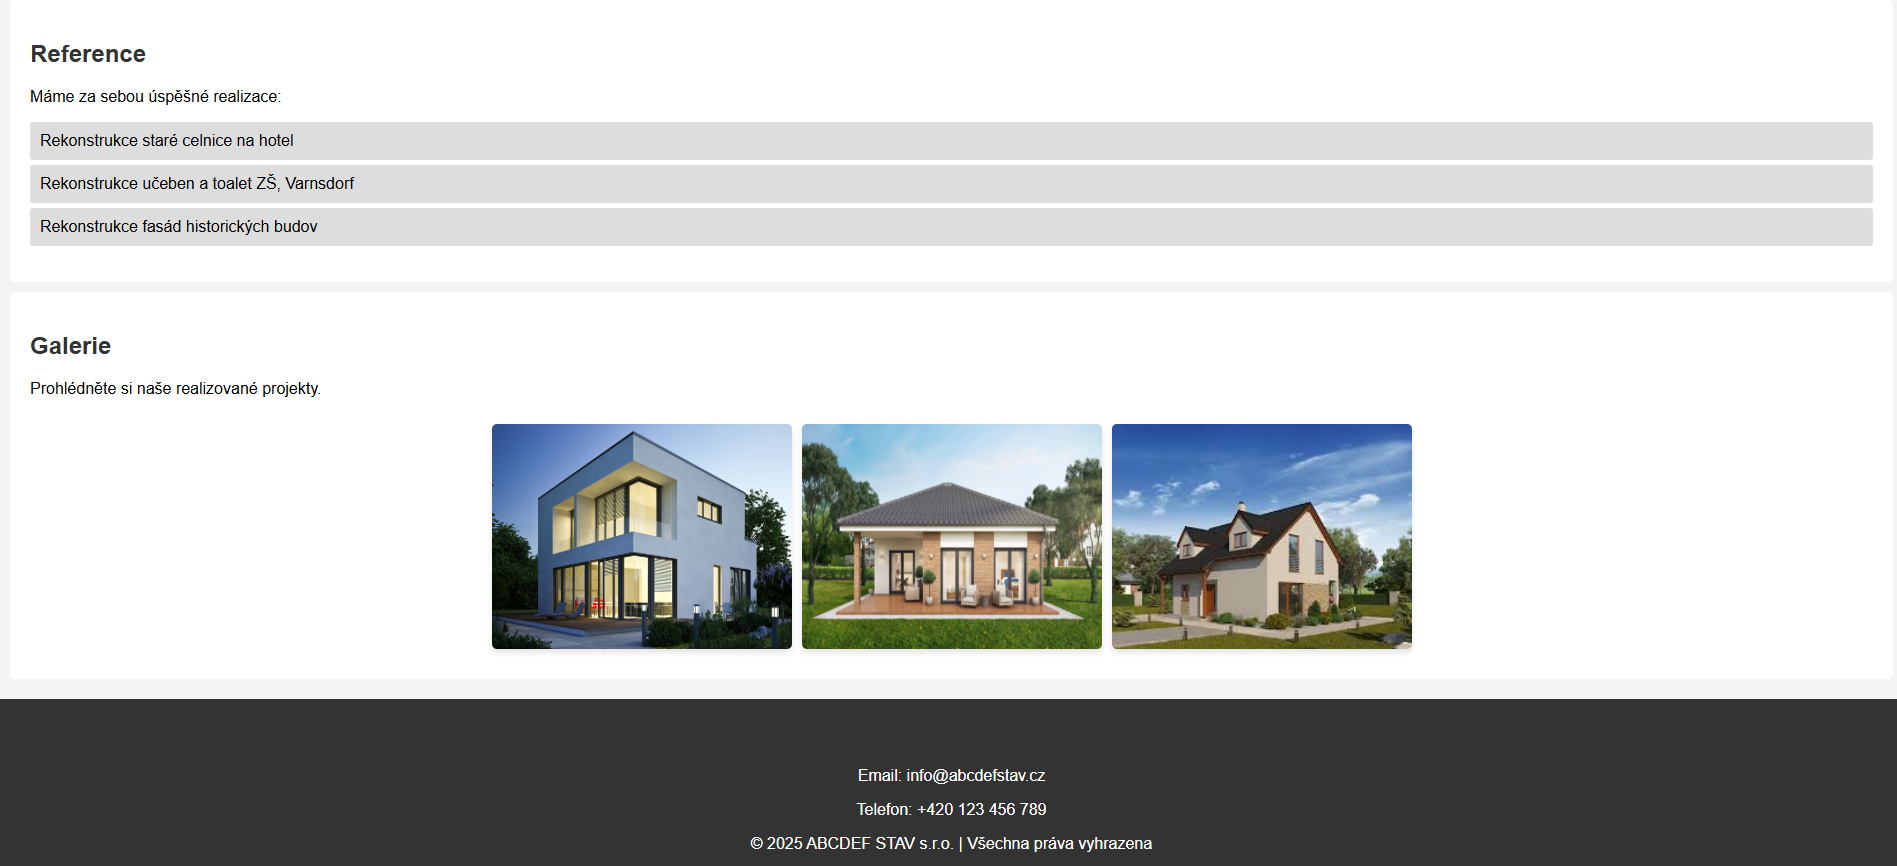 Reference
Máme za sebou úspěšné realizace:
Rekonstrukce staré celnice na hotel
Rekonstrukce učeben a toalet ZŠ, Varnsdorf
Rekonstrukce fasád historických budov
Galerie
Prohlédněte si naše realizované projekty.
Email: info@abcdefstav.cz
Telefon: +420 123 456 789
© 2025 ABCDEF STAV s.r.o. | Všechna práva vyhrazena